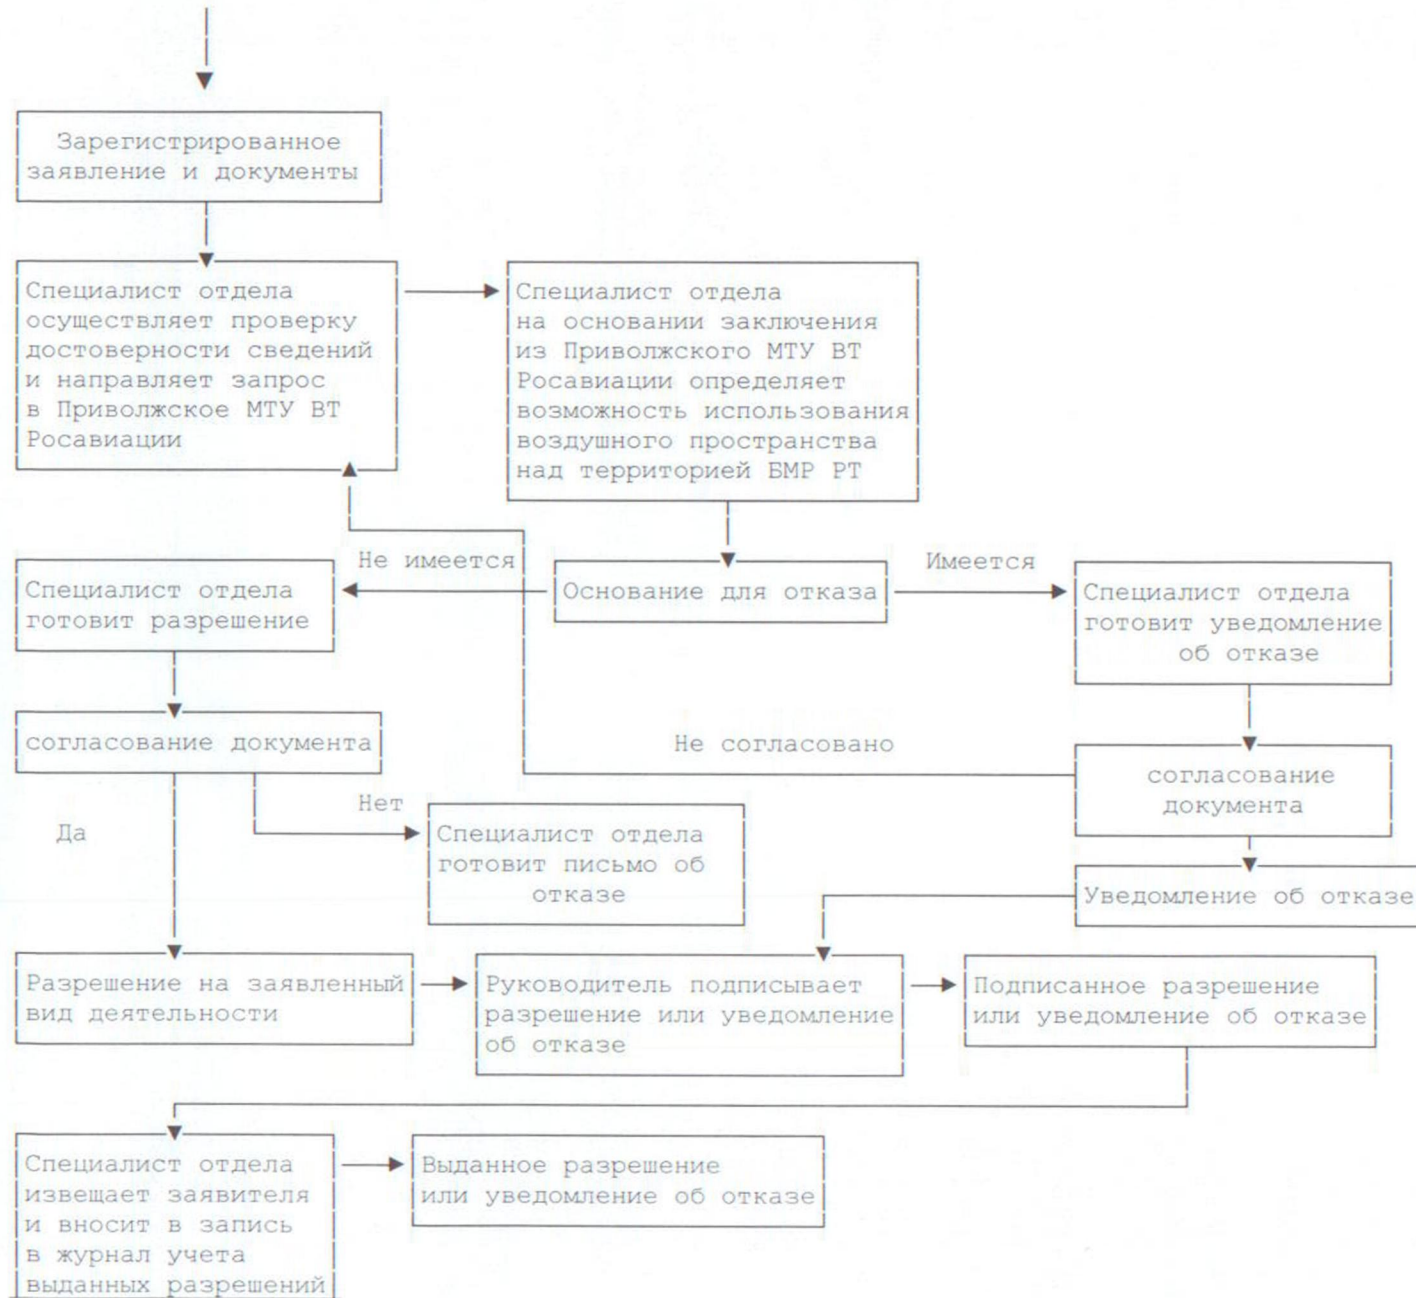 Зарегистрированное
заявление и документы
Специалист отдела
осуществляет проверку
достоверности сведений
и направляет запрос
в Приволжское МТУ ВТ
Росавиации
Специалист отдела
на основании заключения
из Приволжского МТУ ВТ
Росавиации определяет
возможность использования
воздушного пространства
над территорией БМР РТ
Не имеется
Имеется
Специалист отдела
готовит разрешение
Основание для отказа
Специалист отдела
готовит уведомление
об отказе
согласование документа
Не согласовано
согласование
документа
Да
Нет
Специалист отдела
готовит письмо об
отказе
Уведомление об отказе
Разрешение на заявленный
вид деятельности
Руководитель подписывает
разрешение или уведомление
об отказе
Подписанное разрешение
или уведомление об отказе
Специалист отдела
извещает заявителя
и вносит в запись
в журнал учета
выданных разрешений
Выданное разрешение
или уведомление об отказе